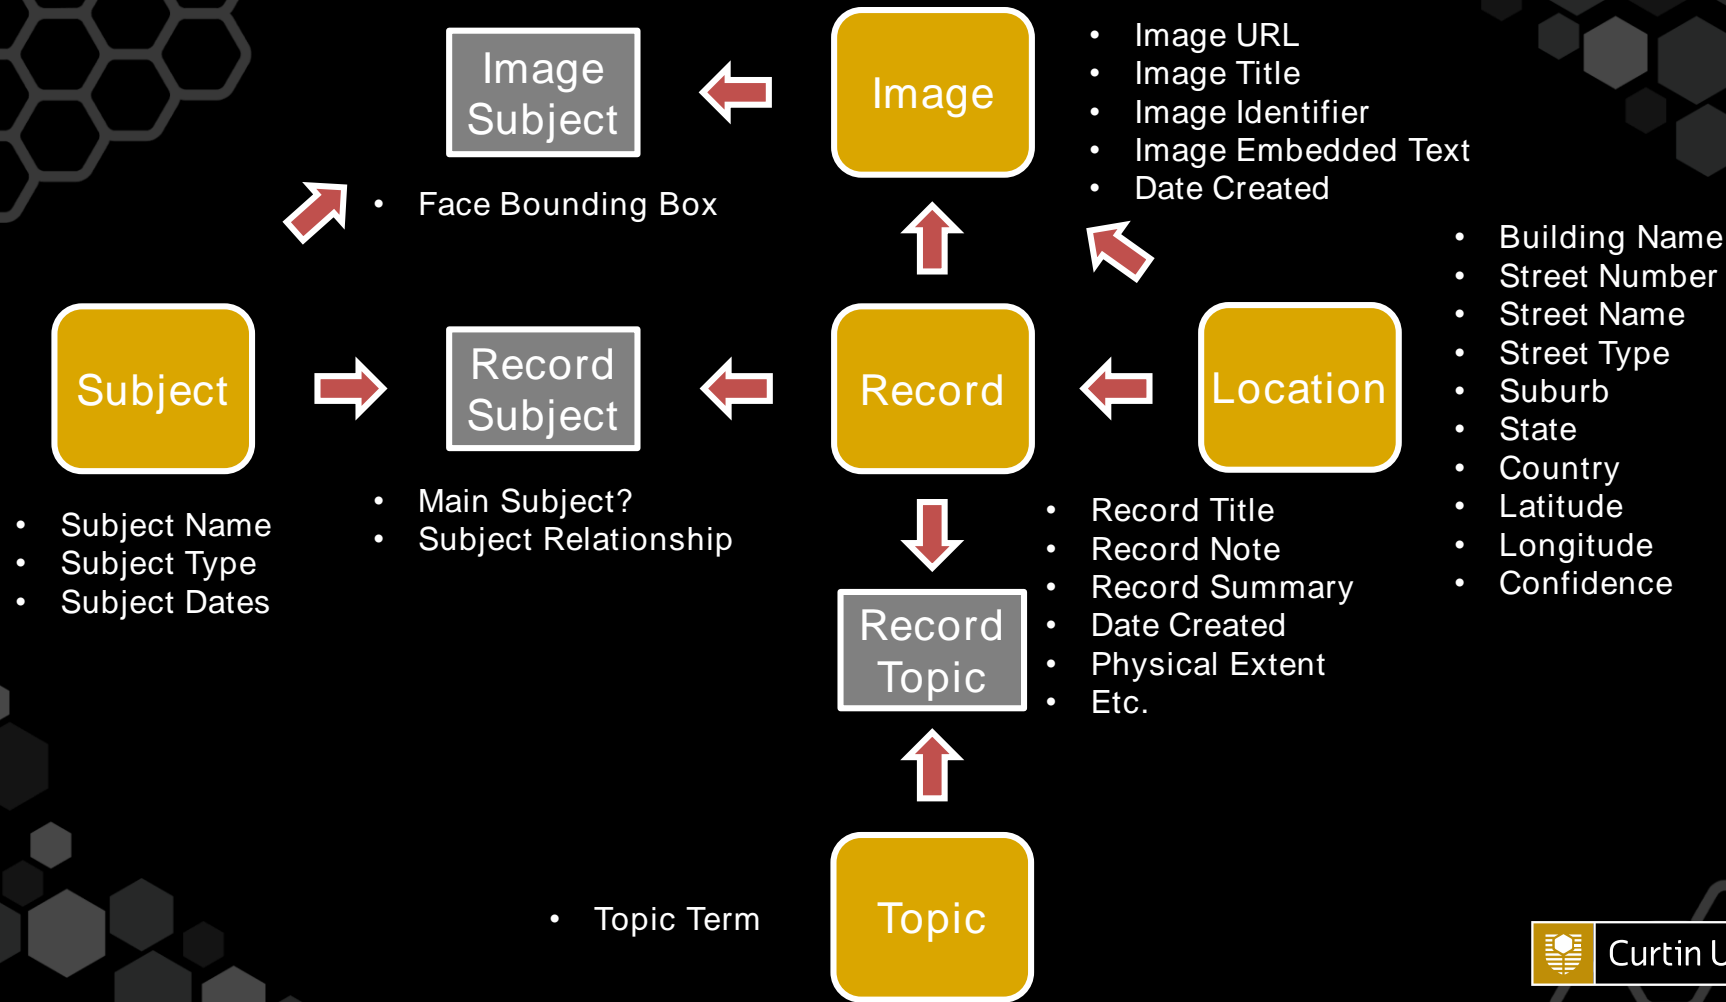 Image
Subject
• Face Bounding Box
Image
• Image URL
• Image Title
• Image Identifier
• Image Embedded Text
• Date Created
Subject
• Subject Name
• Subject Type
• Subject Dates
Record
Subject
• Main Subject?
• Subject Relationship
Record
• Record Title
• Record Note
• Record Summary
• Date Created
• Physical Extent
• Etc.
Location
• Building Name
• Street Number
• Street Name
• Street Type
• Suburb
• State
• Country
• Latitude
• Longitude
• Confidence
Record
Topic
• Topic Term
Topic
Curtin U